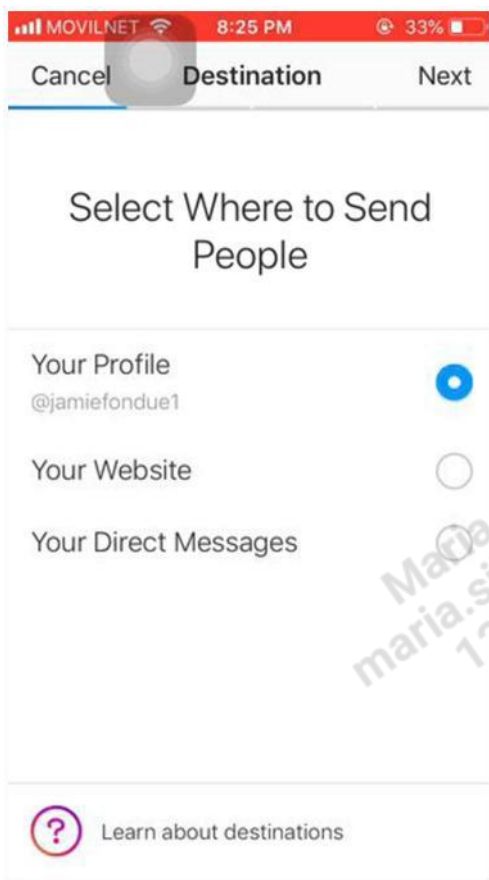 MOVILNET 8:25 PM 33%
Cancel Destination Next
Select Where to Send
People
Your Profile
@jamiefondue1
Your Website
Your Direct Messages
Maria
maria.si
? Learn about destinations